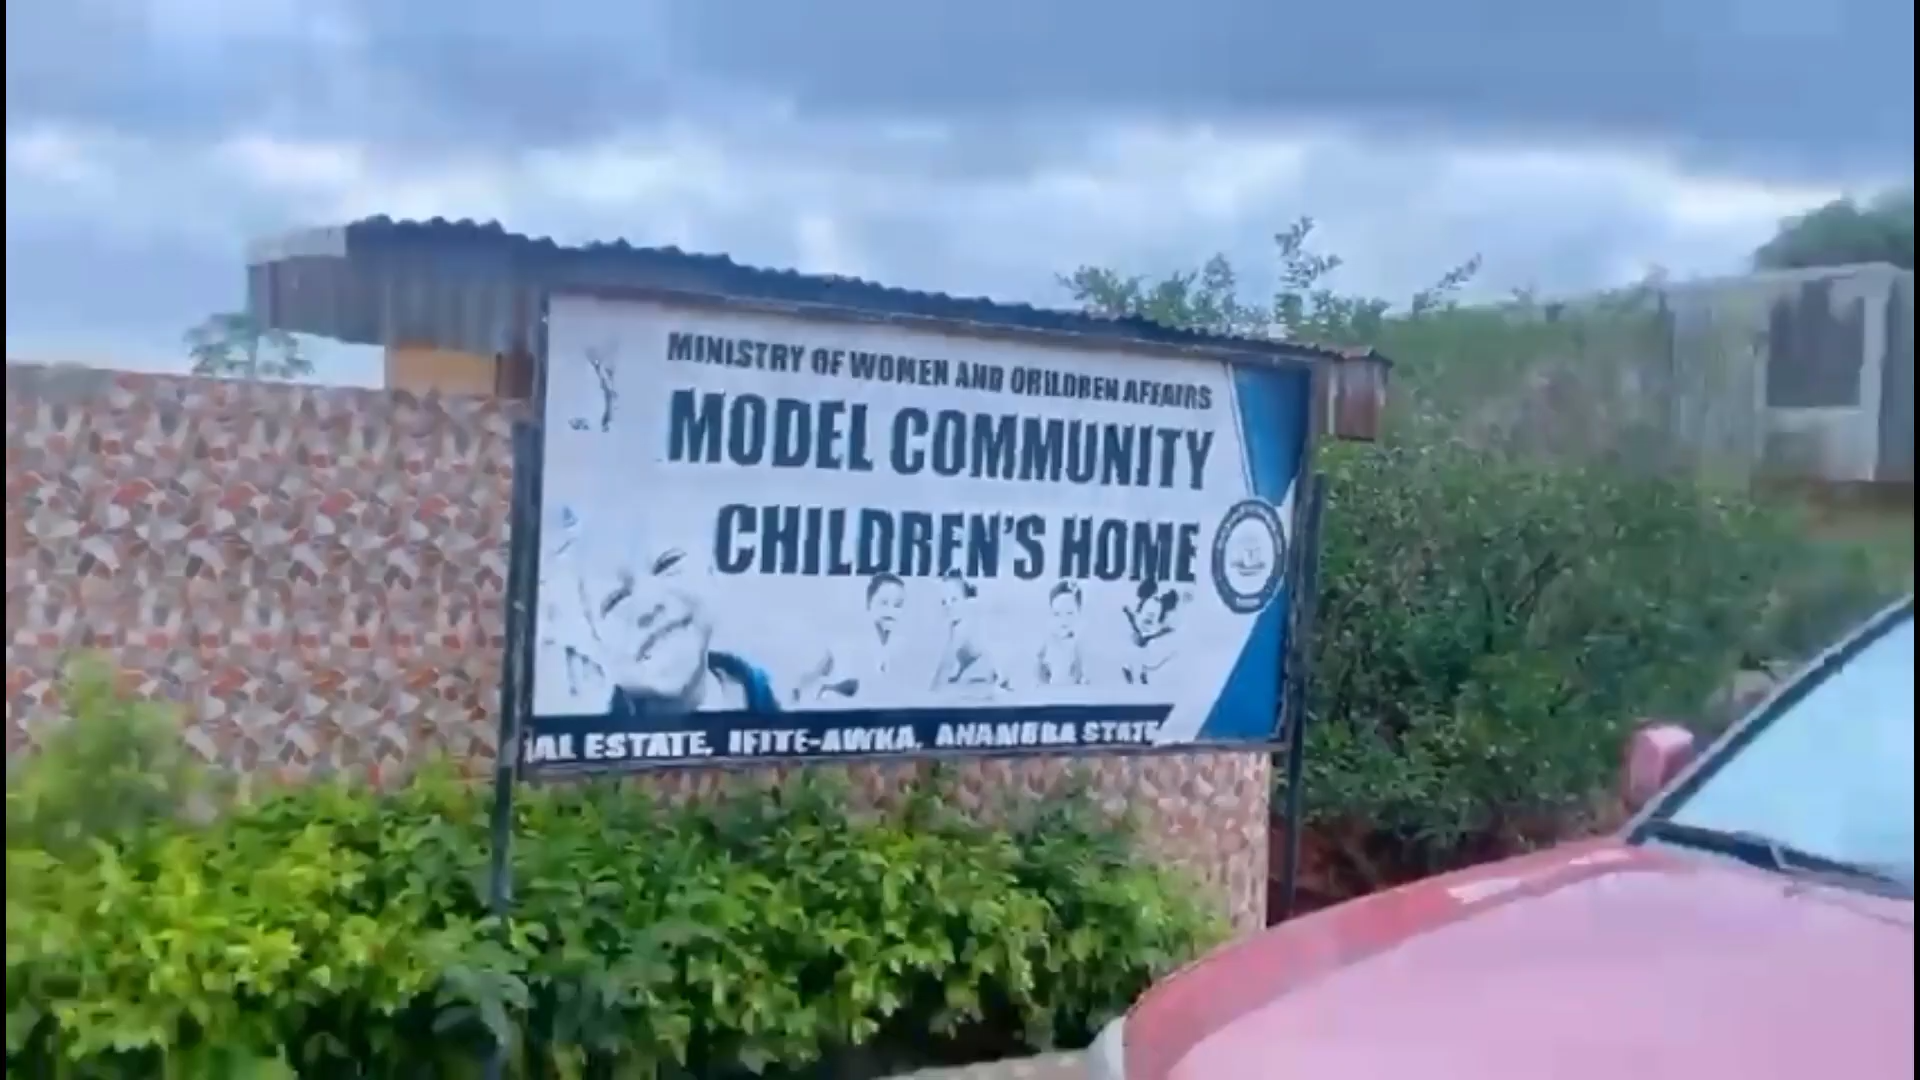 MINISTRY OF WOMEN AND CHILDREN AFFAIRS
MODEL COMMUNITY
CHILDREN'S HOME
ESTATE, IFITE-AWKA, ANAMBRA STATE